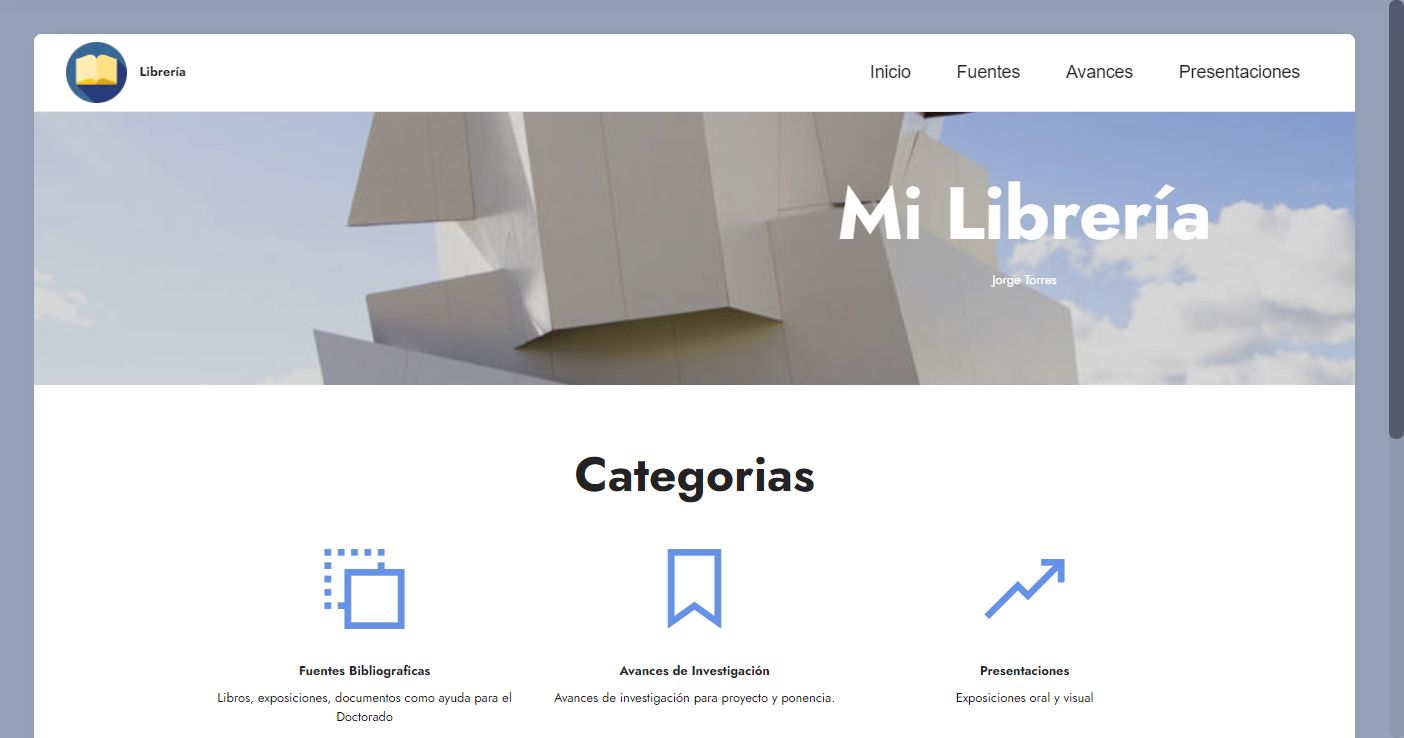 Librería
Inicio
Fuentes
Avances
Presentaciones
Mi Librería
Jorge Torres
Categorias
Fuentes Bibliograficas
Libros, exposiciones, documentos como ayuda para el
Doctorado
Avances de Investigación
Avances de investigación para proyecto y ponencia.
Presentaciones
Exposiciones oral y visual